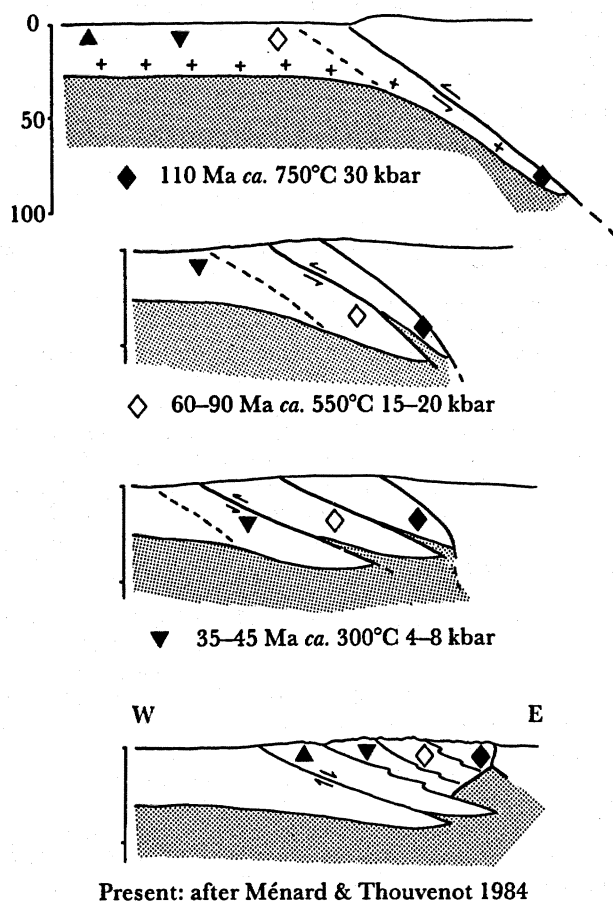 0
50
100
110 Ma ca. 750°C 30 kbar
60–90 Ma ca. 550°C 15–20 kbar
35–45 Ma ca. 300°C 4–8 kbar
W E
Present: after Ménard & Thouvenot 1984